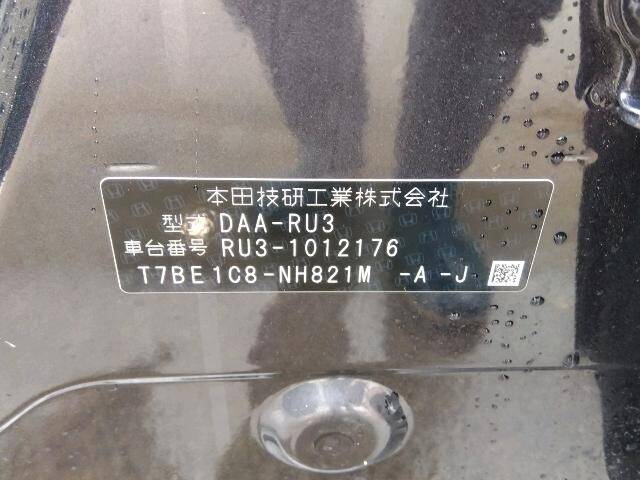 本田技研工業株式会社
型式 DAA-RU3
車台番号 RU3-1012176
T7BE1C8-NH821M -A -J